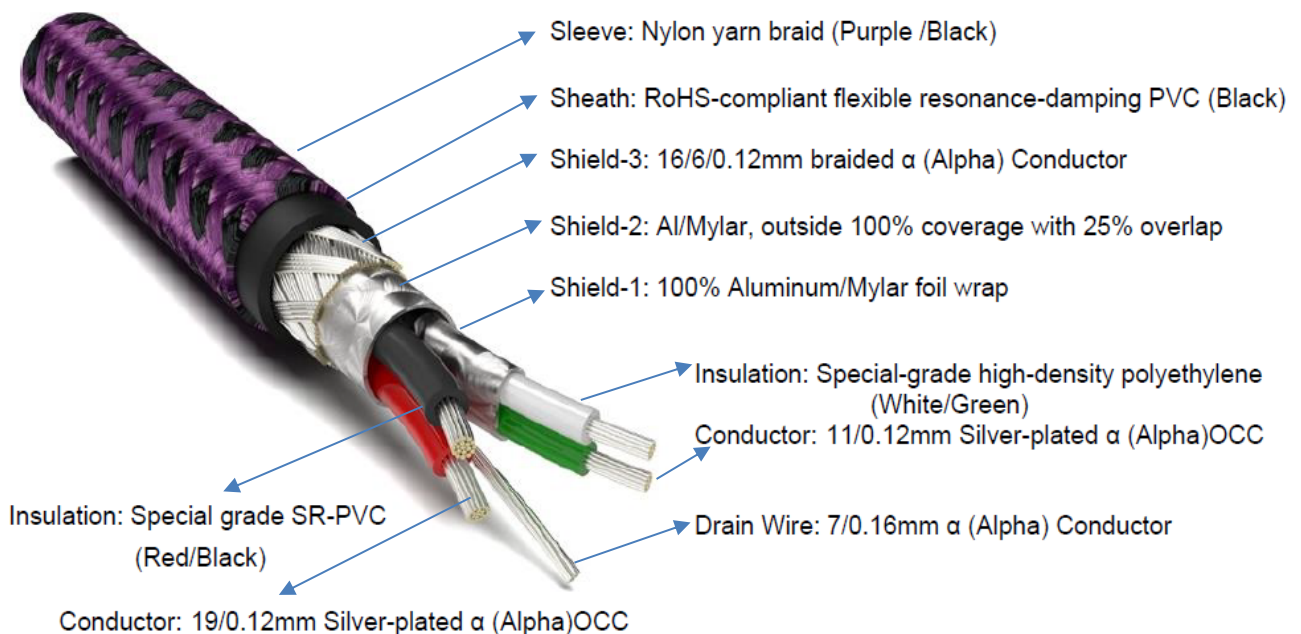 Sleeve: Nylon yarn braid (Purple /Black)
Sheath: RoHS-compliant flexible resonance-damping PVC (Black)
Shield-3: 16/6/0.12mm braided α (Alpha) Conductor
Shield-2: Al/Mylar, outside 100% coverage with 25% overlap
Shield-1: 100% Aluminum/Mylar foil wrap
Insulation: Special-grade high-density polyethylene
(White/Green)
Conductor: 11/0.12mm Silver-plated α (Alpha)OCC
Insulation: Special grade SR-PVC
(Red/Black)
Drain Wire: 7/0.16mm α (Alpha) Conductor
Conductor: 19/0.12mm Silver-plated α (Alpha)OCC